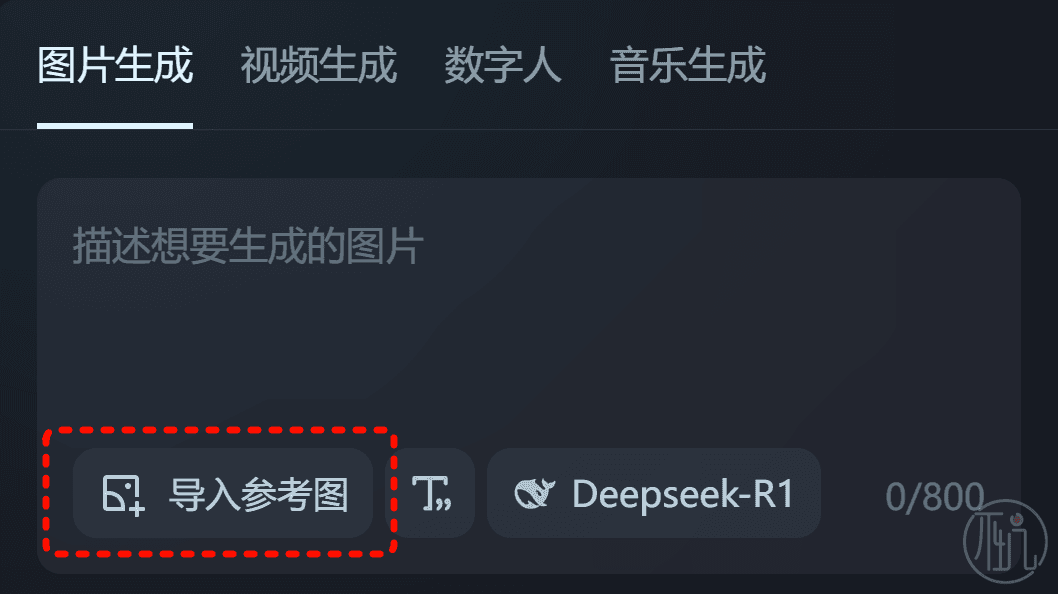 图片生成 视频生成 数字人 音乐生成
描述想要生成的图片
导入参考图 T,, Deepseek-R1 0/800